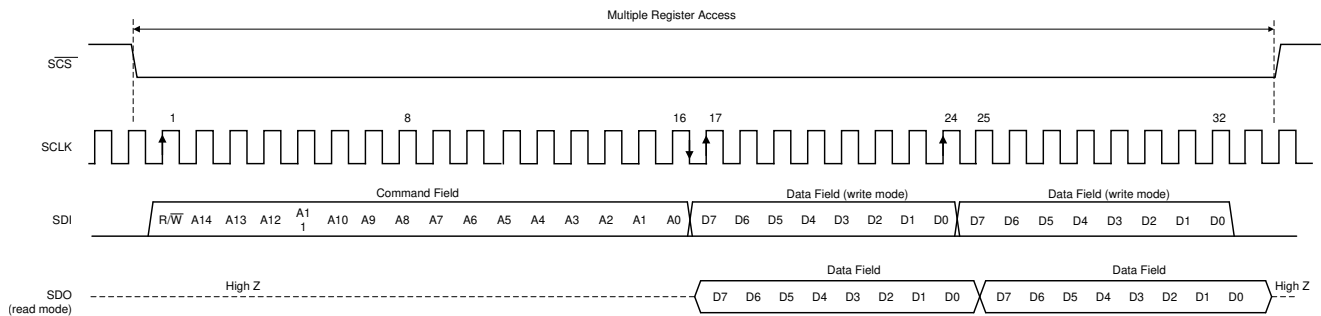 Multiple Register Access
SCS
1 8 16 17 24 25 32
SCLK
Command Field Data Field (write mode) Data Field (write mode)
SDI R/W A14 A13 A12 A11 A10 A9 A8 A7 A6 A5 A4 A3 A2 A1 A0 D7 D6 D5 D4 D3 D2 D1 D0 D7 D6 D5 D4 D3 D2 D1 D0
Data Field Data Field
High Z High Z
SDO D7 D6 D5 D4 D3 D2 D1 D0 D7 D6 D5 D4 D3 D2 D1 D0
(read mode)